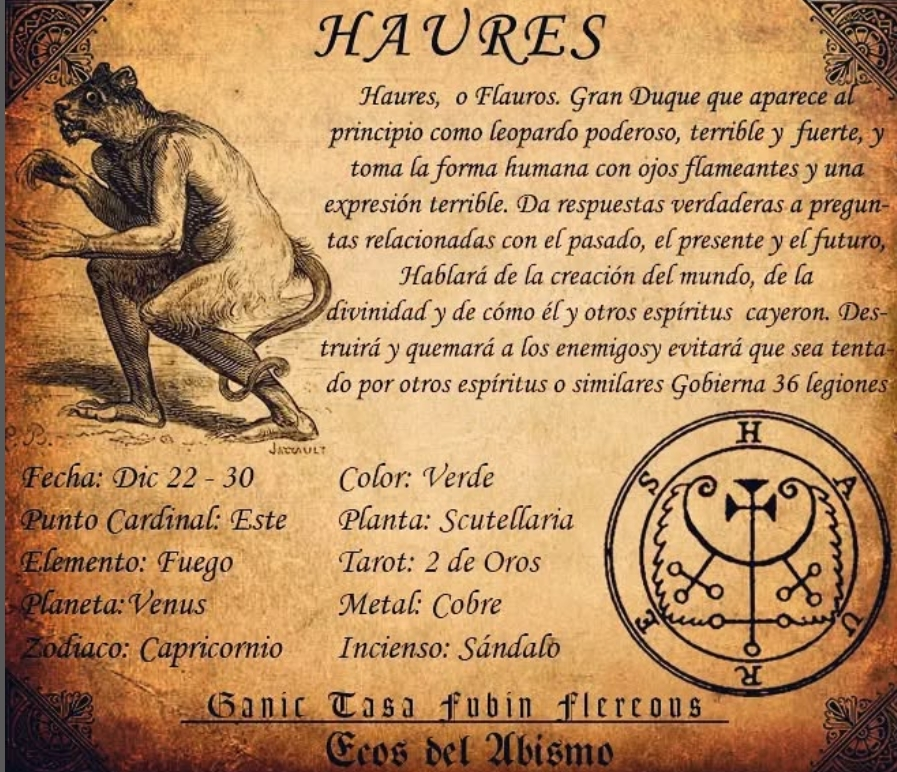 HAURES
Haures, o Flauros. Gran Duque que aparece al
principio como leopardo poderoso, terrible y fuerte, y
toma la forma humana con ojos flameantes y una
expresión terrible. Da respuestas verdaderas a pregun-
tas relacionadas con el pasado, el presente y el futuro,
Hablará de la creación del mundo, de la
divinidad y de cómo él y otros espíritus cayeron. Des-
truirá y quemará a los enemigosy evitará que sea tenta-
do por otros espíritus o similares Gobierna 36 legiones
JARRAULT
Fecha: Dic 22 - 30
Punto Cardinal: Este
Elemento: Fuego
Planeta:Venus
Zodiaco: Capricornio
Color: Verde
Planta: Scutellaria
Tarot: 2 de Oros
Metal: Cobre
Incienso: Sándalo
H A U R E S
Ganic Tasa Fubin Flereous
Ecos del Abismo